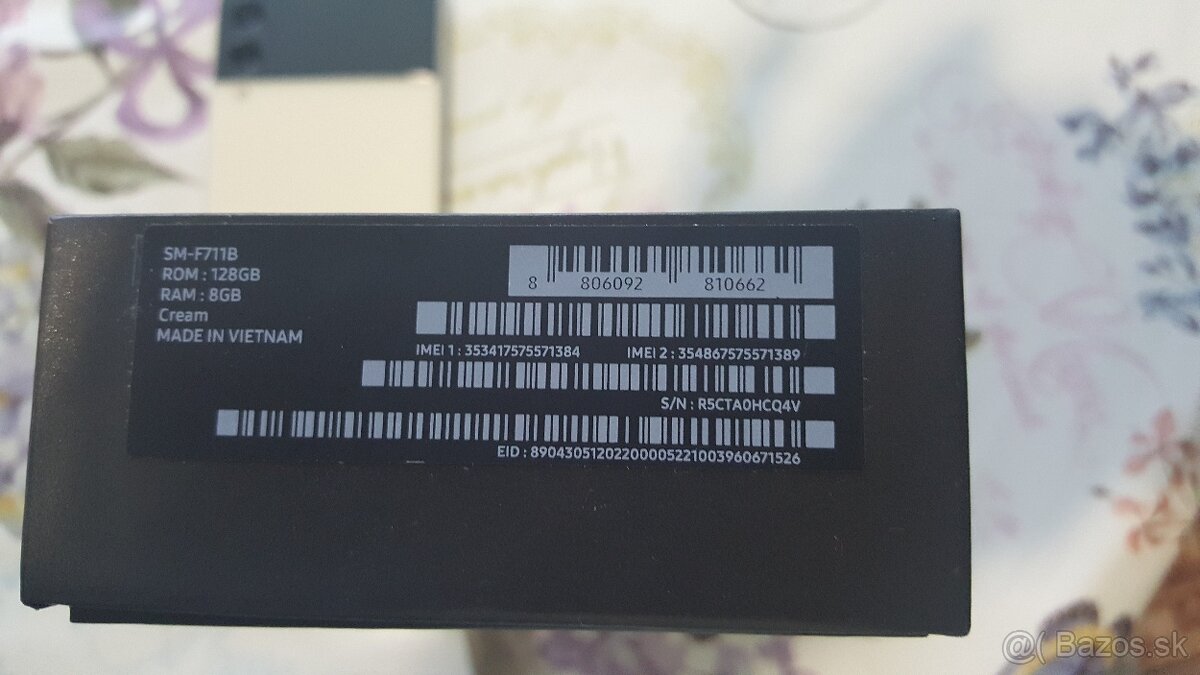 SM-F711B
ROM : 128GB
RAM : 8GB
Cream
MADE IN VIETNAM
8 806092 810662
IMEI 1 : 353417575571384 IMEI 2 : 354867575571389
S/N : R5CTA0HCQ4V
EID : 89043051202200005221003960671526
@( Bazos.sk